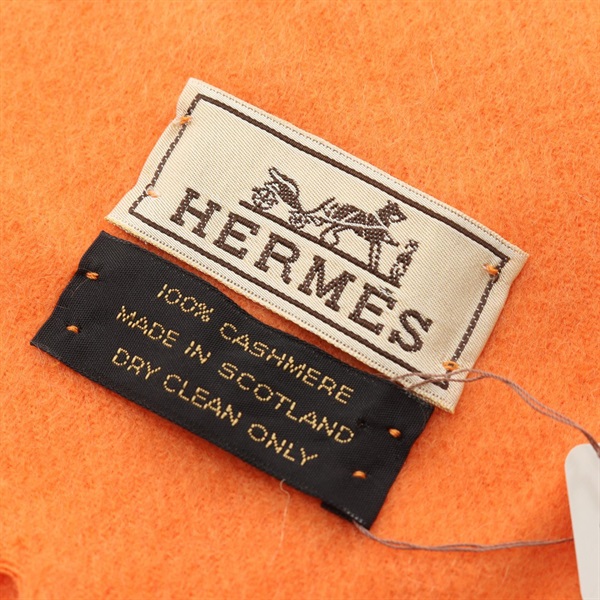 HERMÈS
100% CASHMERE
MADE IN SCOTLAND
DRY CLEAN ONLY